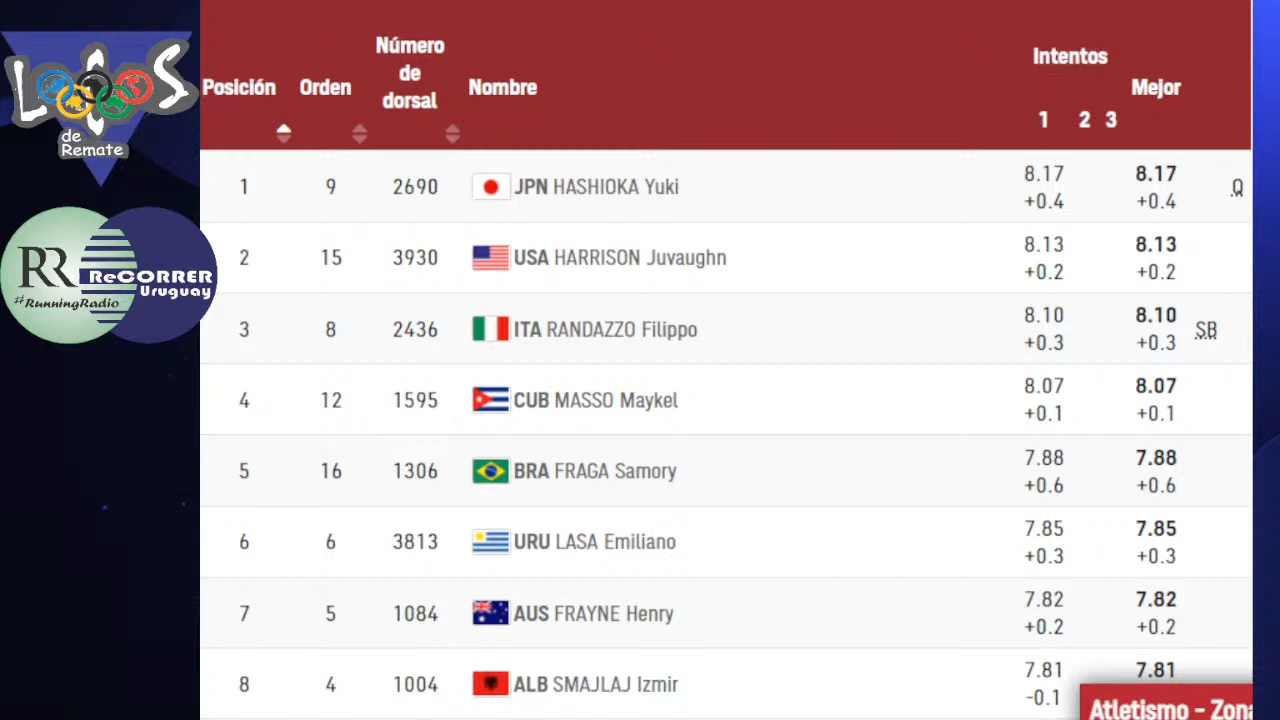 LOcOS
de
Remate
RR
#RunningRadio
ReCORRER
Uruguay
Posición Orden Número de dorsal Nombre Intentos Mejor
1 2 3
1 9 2690 JPN HASHIOKA Yuki 8.17 8.17 Q
+0.4 +0.4
2 15 3930 USA HARRISON Juvaughn 8.13 8.13
+0.2 +0.2
3 8 2436 ITA RANDAZZO Filippo 8.10 8.10 SB
+0.3 +0.3
4 12 1595 CUB MASSO Maykel 8.07 8.07
+0.1 +0.1
5 16 1306 BRA FRAGA Samory 7.88 7.88
+0.6 +0.6
6 6 3813 URU LASA Emiliano 7.85 7.85
+0.3 +0.3
7 5 1084 AUS FRAYNE Henry 7.82 7.82
+0.2 +0.2
8 4 1004 ALB SMAJLAJ Izmir 7.81 7.81
-0.1
Atletismo - Zona